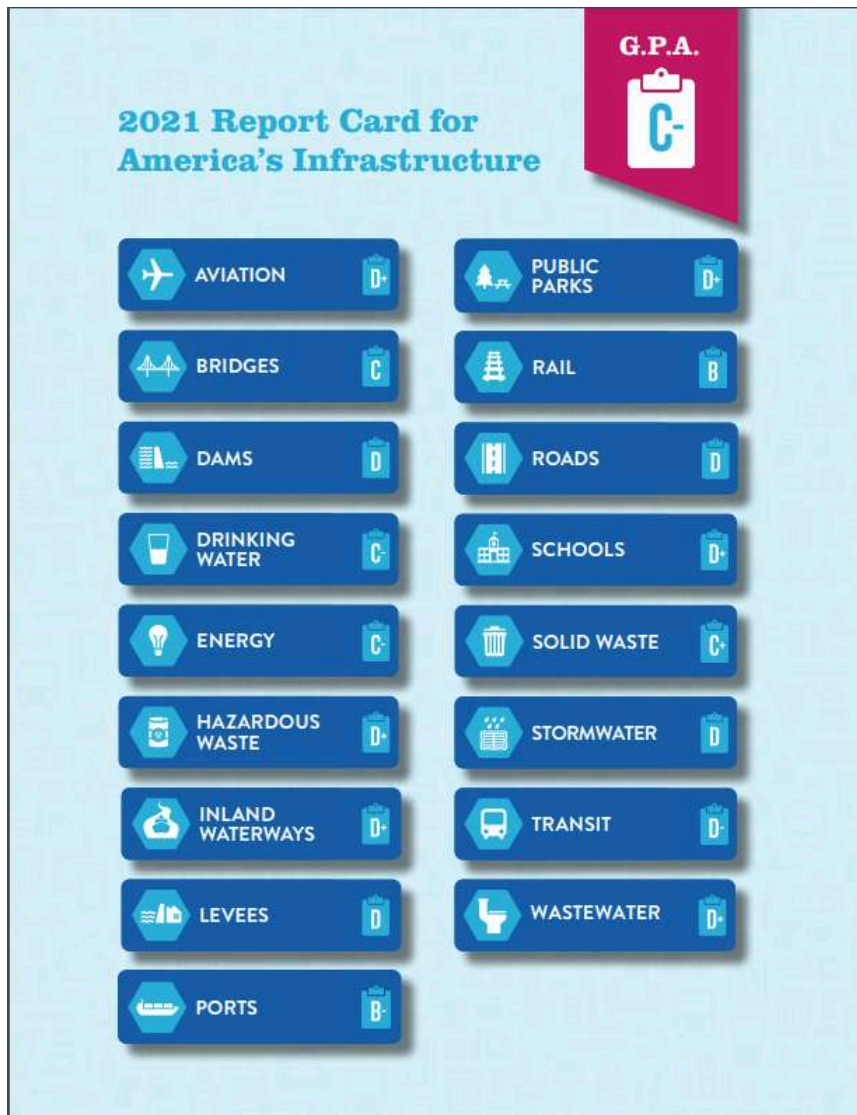 G.P.A.
C-
2021 Report Card for
America's Infrastructure
AVIATION D+
BRIDGES C
DAMS D
DRINKING
WATER C-
ENERGY C-
HAZARDOUS
WASTE D+
INLAND
WATERWAYS D+
LEVEES D
PORTS B-
PUBLIC
PARKS D+
RAIL B
ROADS D
SCHOOLS D+
SOLID WASTE C+
STORMWATER D
TRANSIT D-
WASTEWATER D+